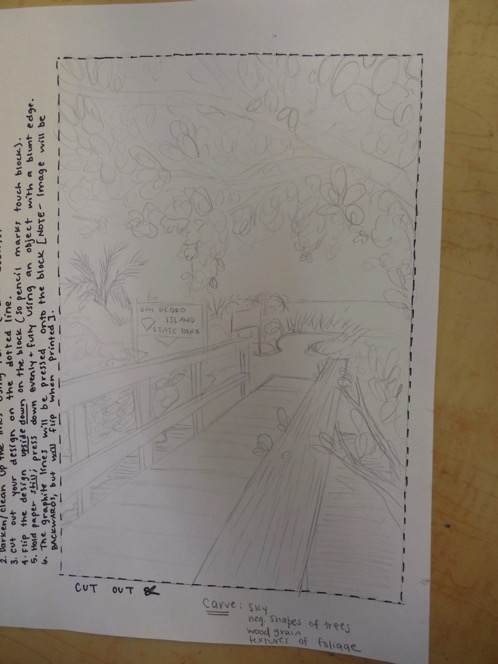 2. Darken/clean up the lines using
3. Cut out your design on the dotted line.
4. Flip the design upside down on the block (so pencil marks touch block).
5. Hold paper still; press down evenly + fully using an object with a blunt edge.
6. The graphite lines will be pressed onto the block [NOTE- Image will be
BACKWARDS, but will flip when printed].
ISLAND
STATE PARK
CUT OUT
Carve: sky
neg. shapes of trees
wood grain
textures of foliage